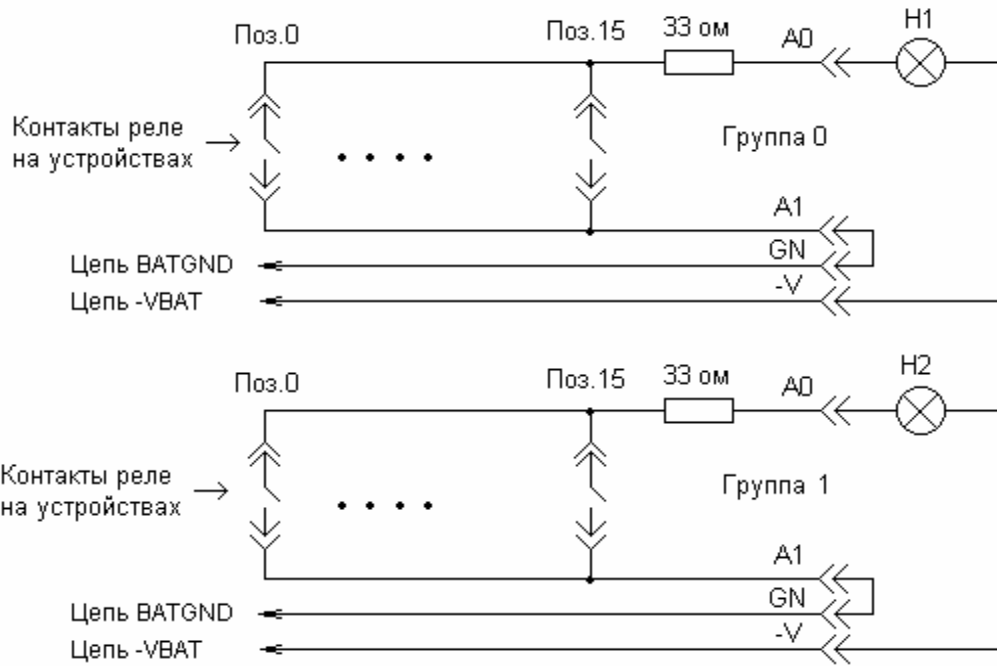 Поз.0 Поз.15 33 ом A0 H1
Контакты реле
на устройствах
Группа 0
A1
GN
Цепь BATGND
-V
Цепь -VBAT
Поз.0 Поз.15 33 ом A0 H2
Контакты реле
на устройствах
Группа 1
A1
GN
Цепь BATGND
-V
Цепь -VBAT